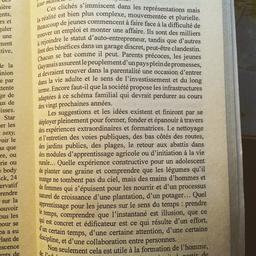 Ces clichés s'immiscent dans les représentations mais
la réalité est bien plus complexe, mouvementée et plurielle.
beaucoup de jeunes commencent à faire face à la difficulté de
trouver un emploi et monter une affaire. Ils sont des milliers
à rejoindre le statut d'auto-entrepreneur, tandis que d'autres
des bénéfices dans un garage discret, peut-être clandestin.
Chacun se bat comme il peut. Parents précoces, les jeunes
Guyanais assurent le peuplement d'un pays plein de promesses,
et devraient trouver dans la parentalité une occasion d'entrer
dans la vie adulte et le sens de l'investissement et du long
terme. Encore faut-il que la société propose les infrastructures
adaptées à ce schéma familial qui devrait perdurer au cours
des vingt prochaines années.
Les suggestions et les idées existent et finiront par se
déployer pleinement pour former, fonder et épanouir à travers
des expériences extraordinaires et formatrices. Le nettoyage
et l'entretien des voies publiques, des bas côtés des routes,
des jardins publics, des plages, le retour aux abattis dans
des modules d'apprentissage agricole ou d'initiation à la vie
rurale... Quelle expérience constructive pour un adolescent
de planter une graine et comprendre que les légumes qu'il
mange ne tombent pas du ciel, mais des mains d'hommes et
de femmes qui s'épuisent pour les nourrir et d'un processus
naturel de croissance d'une plantation, d'un potager... Quel
apprentissage pour les jeunes sur le sens du temps : prendre
le temps, comprendre que l'instantané est illusion, que ce
qui est concret et édificateur est ce qui résulte d'un effort,
d'un certain temps, d'une certaine attention, d'une certaine
discipline, et d'une collaboration entre personnes.
Non seulement cela est utile à la formation de l'homme,